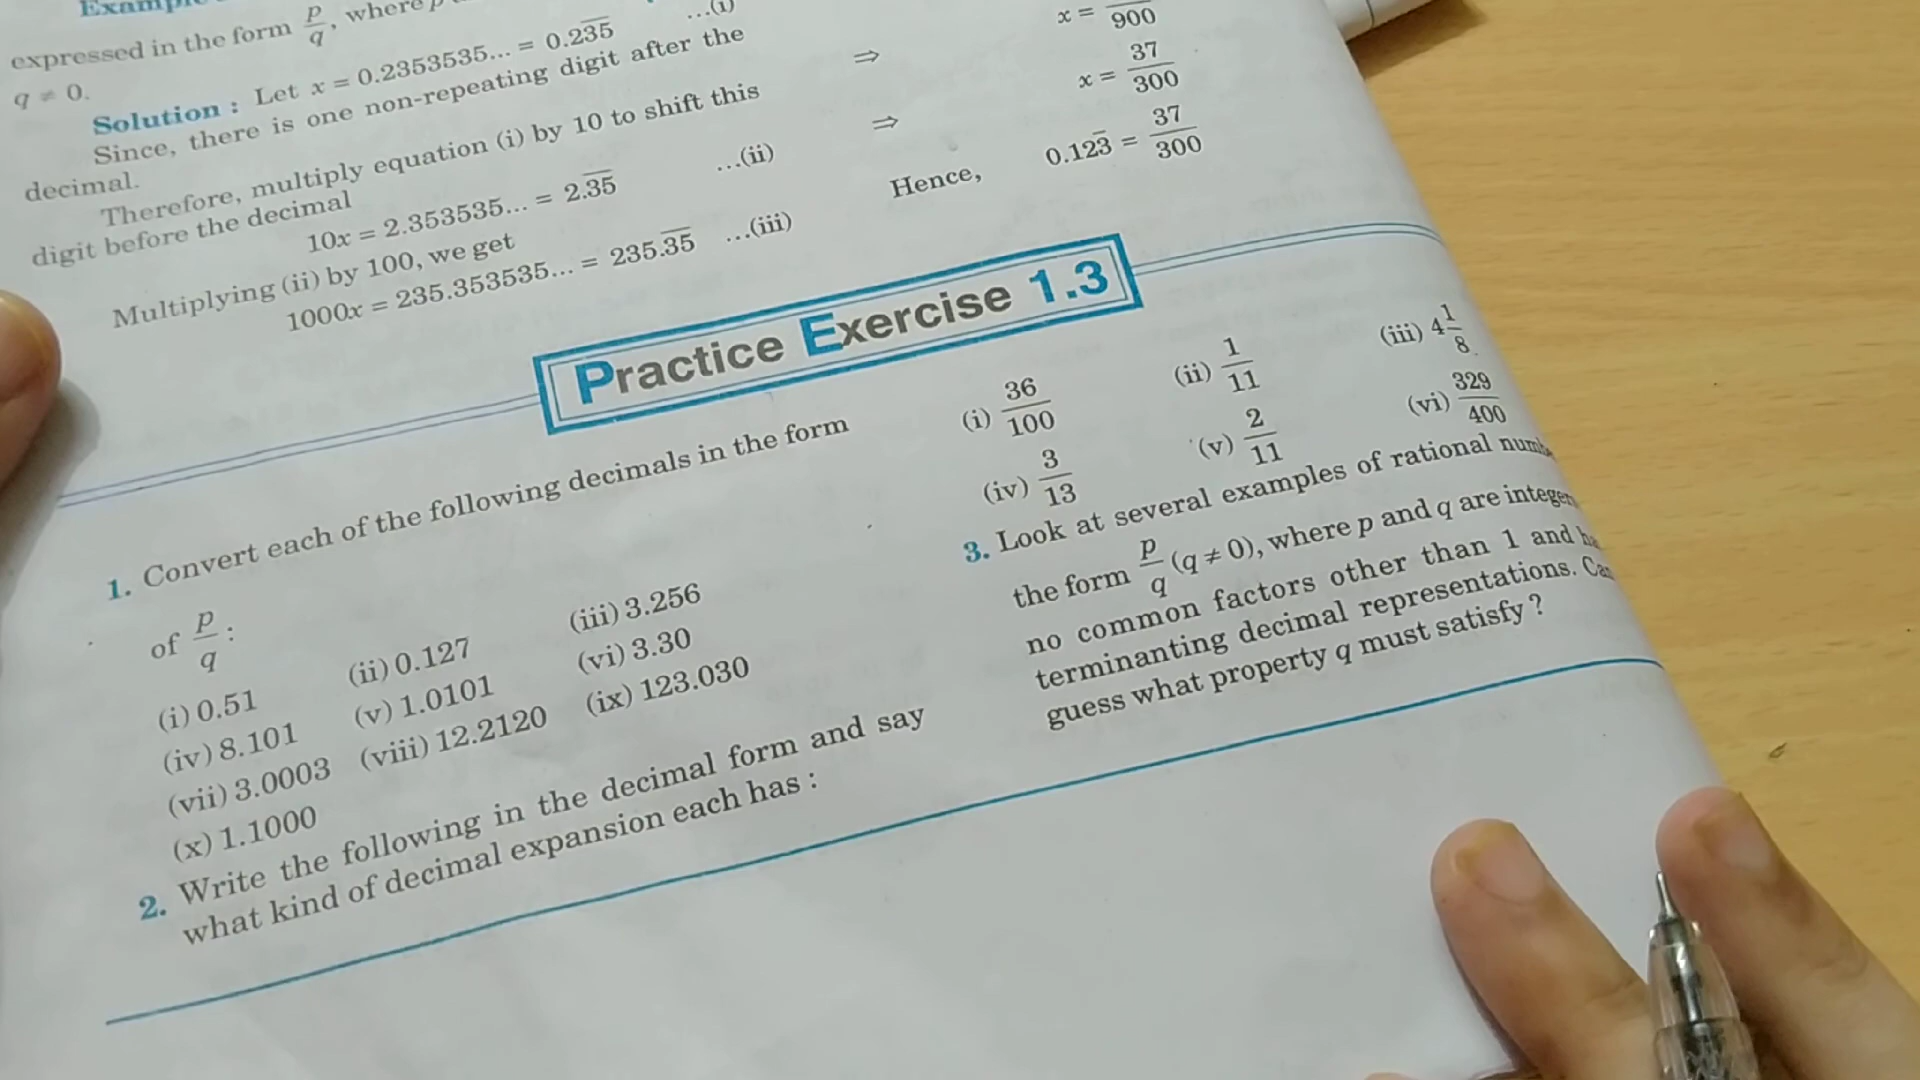 expressed in the form p/q, where
q ≠ 0.
Solution : Let x = 0.2353535... = 0.2\overline{35} ...(i)
Since, there is one non-repeating digit after the
decimal.
Therefore, multiply equation (i) by 10 to shift this
digit before the decimal
10x = 2.353535... = 2.\overline{35} ...(ii)
Multiplying (ii) by 100, we get
1000x = 235.353535... = 235.\overline{35} ...(iii)
x = 900
⇒ x = 37/300
⇒ 0.12\overline{3} = 37/300
Hence,
Practice Exercise 1.3
1. Convert each of the following decimals in the form
of p/q :
(i) 0.51 (ii) 0.127 (iii) 3.256
(iv) 8.101 (v) 1.0101 (vi) 3.30
(vii) 3.0003 (viii) 12.2120 (ix) 123.030
(x) 1.1000
2. Write the following in the decimal form and say
what kind of decimal expansion each has :
(i) 36/100 (ii) 1/11 (iii) 4 1/8
(iv) 3/13 (v) 2/11 (vi) 329/400
3. Look at several examples of rational
the form p/q (q ≠ 0), where p and q are
no common factors other than 1 and
terminanting decimal representations.
guess what property q must satisfy ?